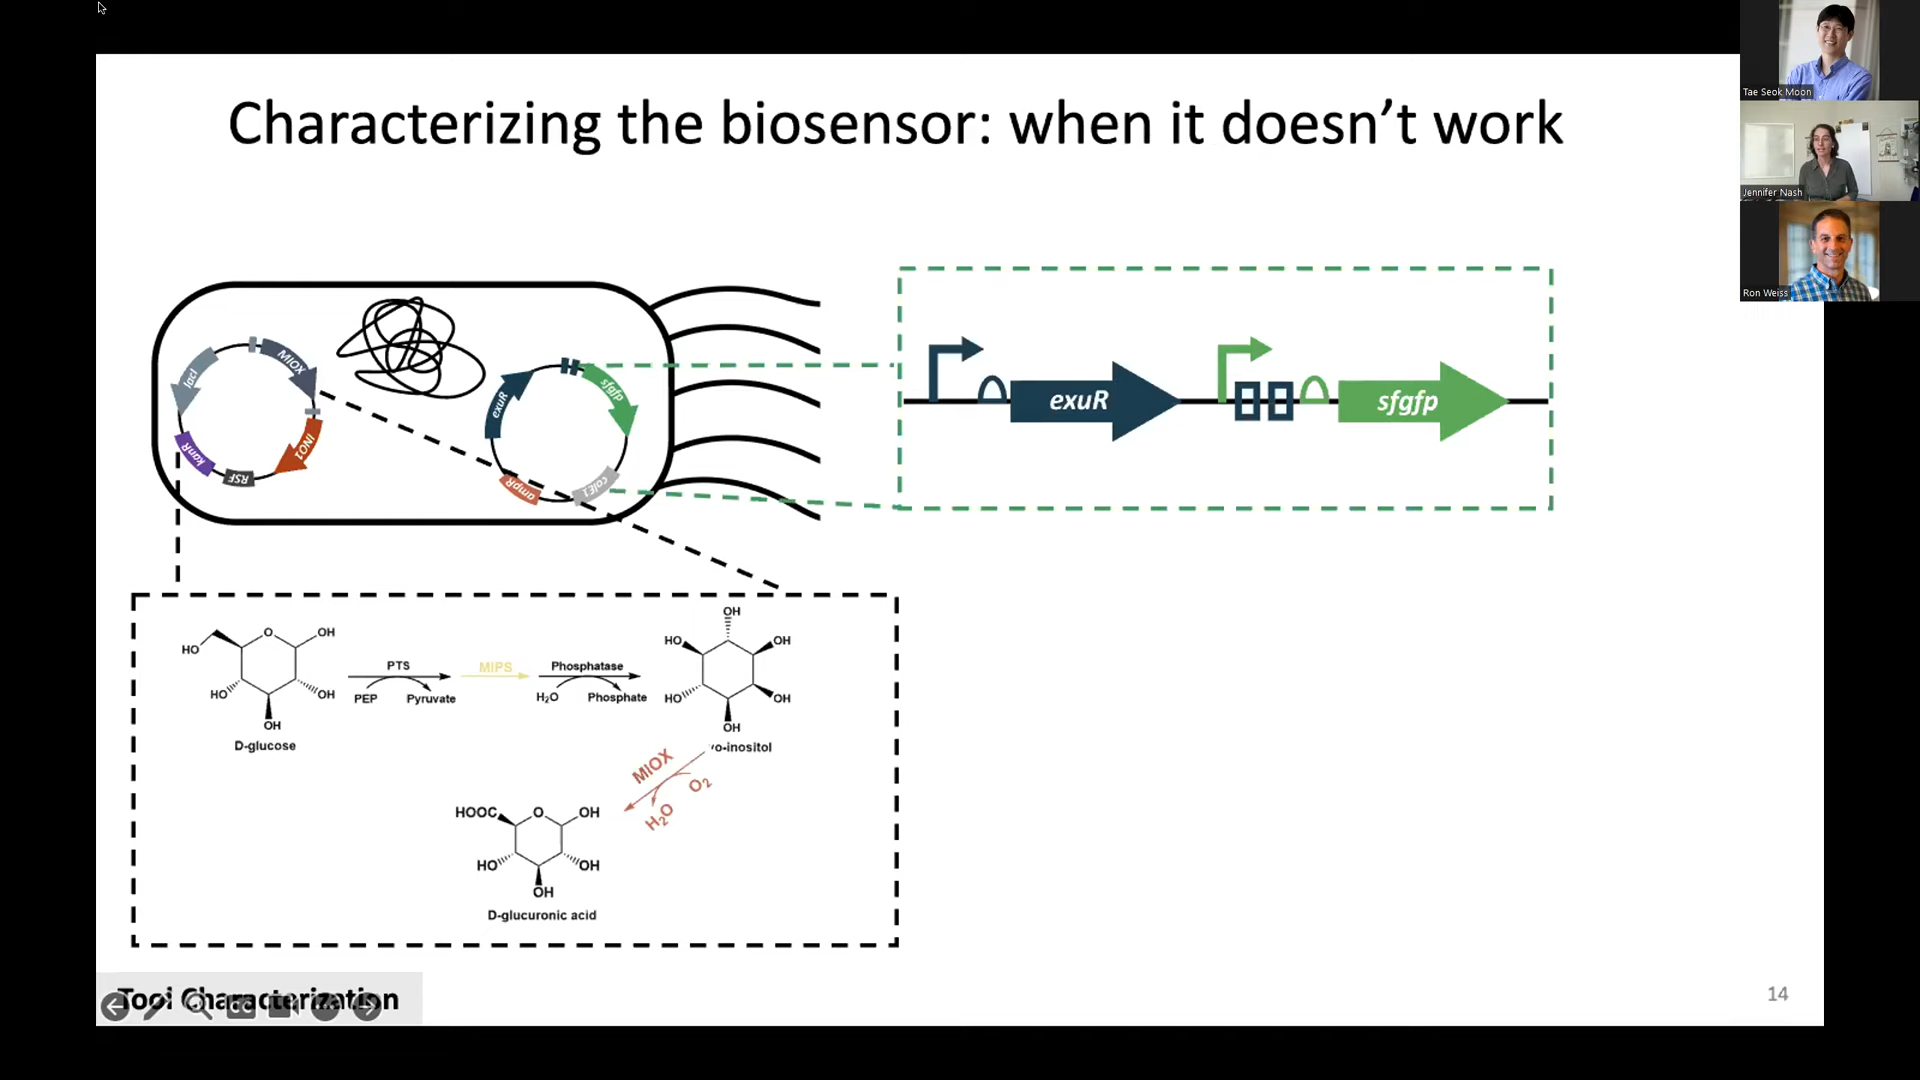 Characterizing the biosensor: when it doesn't work
Tae Seok Moon
Jennifer Nash
Ron Weiss
lacI
MIOX
INO1
RSF
kanR
exuR
sfgfp
colE1
ampR
exuR
sfgfp
HO
O
OH
HO
OH
OH
D-glucose
PTS
PEP
Pyruvate
MIPS
Phosphatase
H₂O
Phosphate
OH
HO
OH
HO
OH
OH
yo-inositol
MIOX
O₂
H₂O
HOOC
O
OH
HO
OH
OH
D-glucuronic acid
Tool Characterization
CC
14